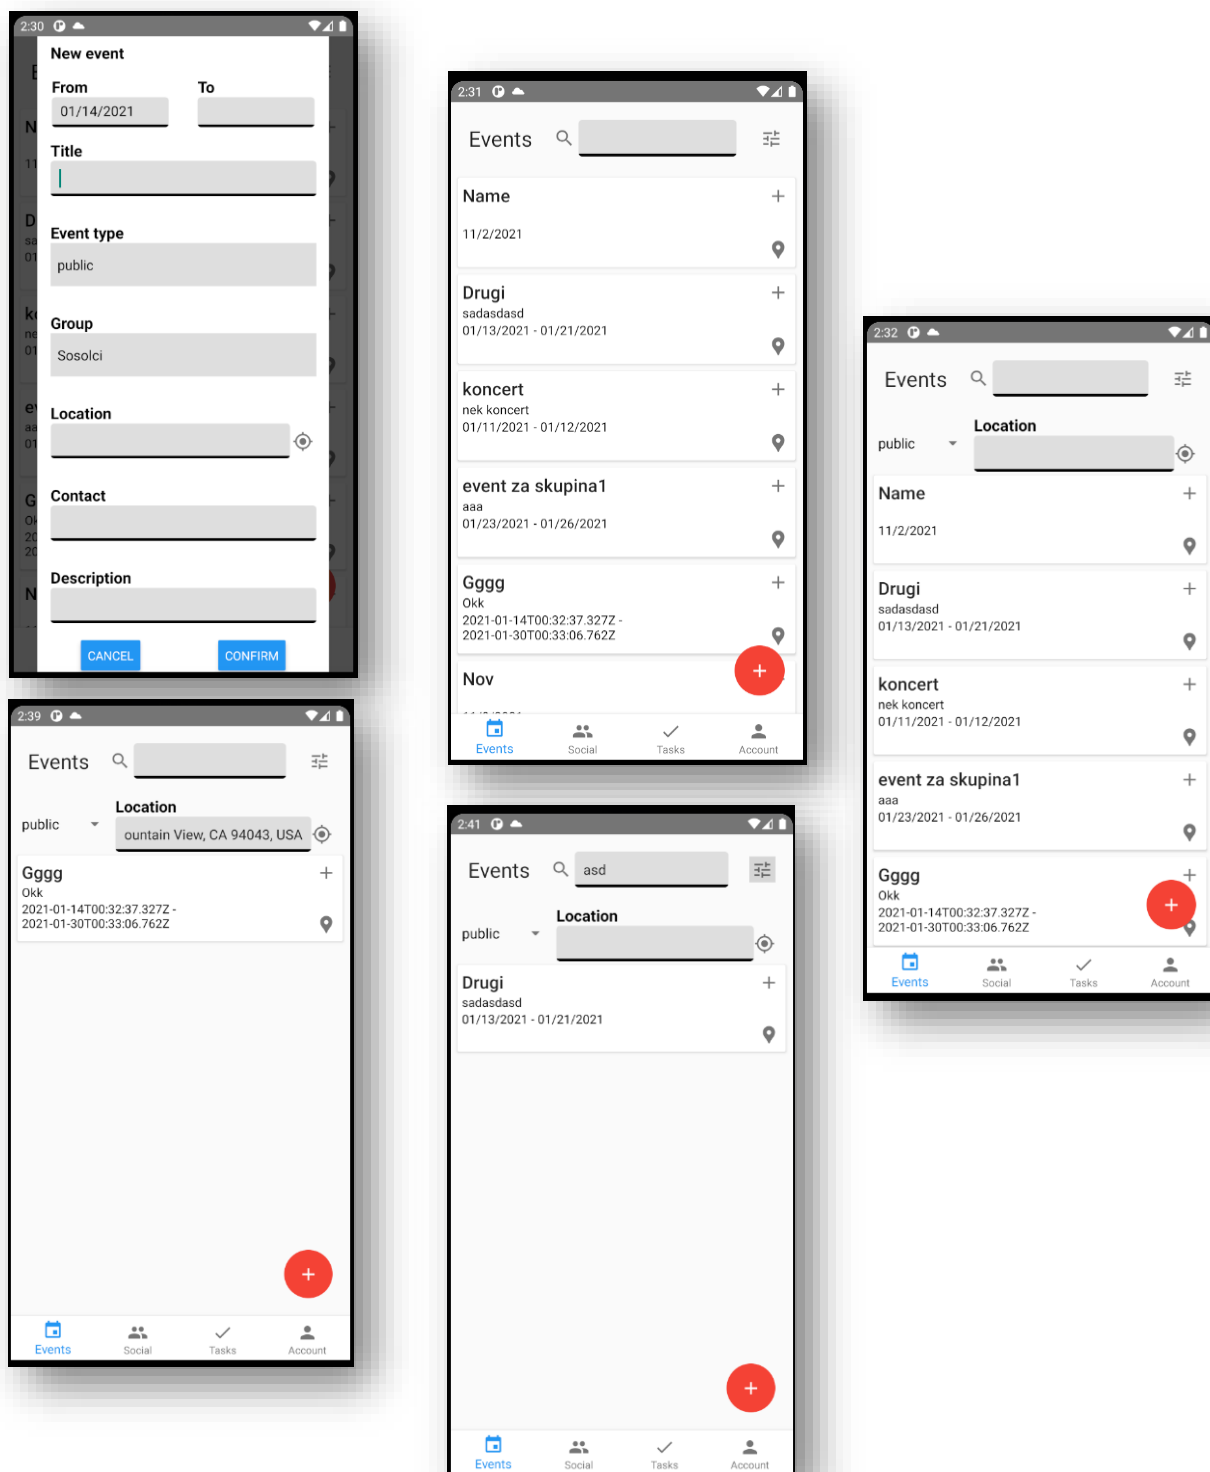 2:30
New event
From
To
01/14/2021
Title
Event type
public
Group
Sosolci
Location
Contact
Description
CANCEL
CONFIRM
2:31
Events
Name
11/2/2021
Drugi
sadasdasd
01/13/2021 - 01/21/2021
koncert
nek koncert
01/11/2021 - 01/12/2021
event za skupina1
aaa
01/23/2021 - 01/26/2021
Gggg
Okk
2021-01-14T00:32:37.327Z -
2021-01-30T00:33:06.762Z
Nov
Events
Social
Tasks
Account
2:32
Events
public
Location
Name
11/2/2021
Drugi
sadasdasd
01/13/2021 - 01/21/2021
koncert
nek koncert
01/11/2021 - 01/12/2021
event za skupina1
aaa
01/23/2021 - 01/26/2021
Gggg
Okk
2021-01-14T00:32:37.327Z -
2021-01-30T00:33:06.762Z
Events
Social
Tasks
Account
2:39
Events
public
Location
ountain View, CA 94043, USA
Gggg
Okk
2021-01-14T00:32:37.327Z -
2021-01-30T00:33:06.762Z
Events
Social
Tasks
Account
2:41
Events
asd
public
Location
Drugi
sadasdasd
01/13/2021 - 01/21/2021
Events
Social
Tasks
Account